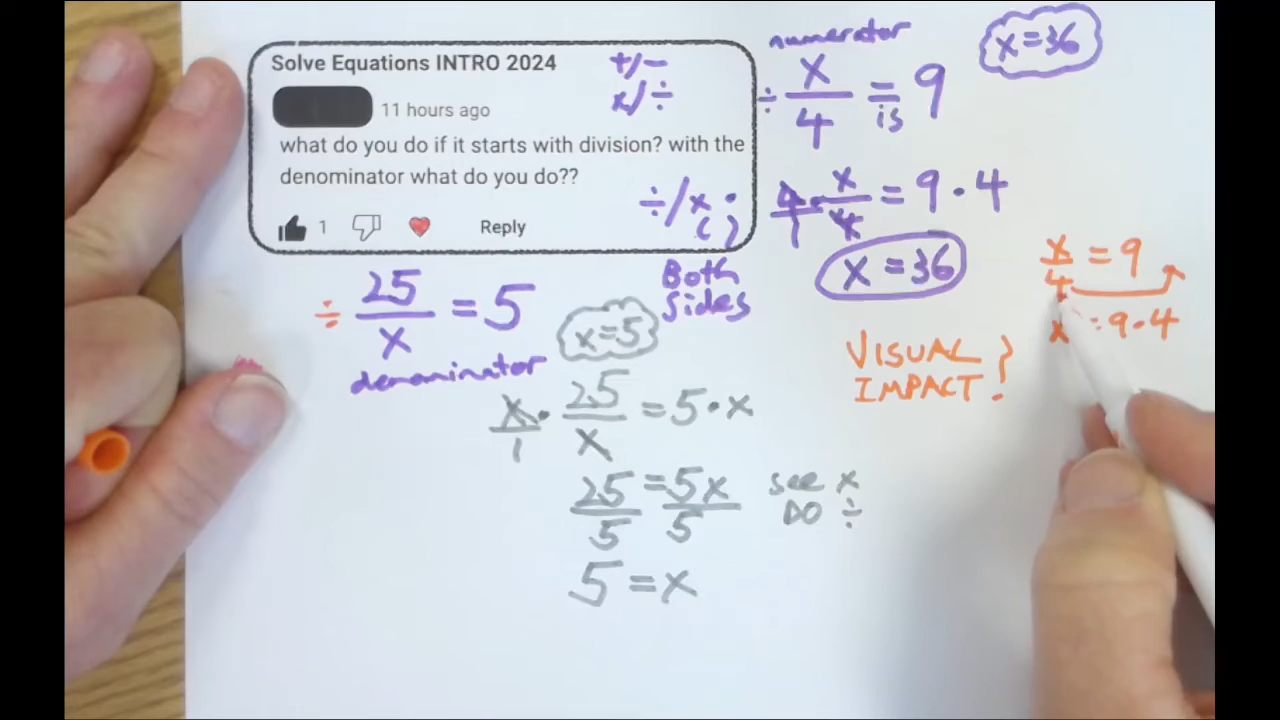 Solve Equations INTRO 2024
11 hours ago
what do you do if it starts with division? with the
denominator what do you do??
1
Reply
+/-
x/÷
÷/x •
( )
Both
Sides
numerator
÷ x/4 = 9
is
x = 36
4/1 • x/4 = 9 • 4
x = 36
÷ 25/x = 5
denominator
x = 5
x/1 • 25/x = 5 • x
25/5 = 5x/5
see x
DO ÷
5 = x
x/4 = 9
x = 9 • 4
VISUAL
IMPACT?